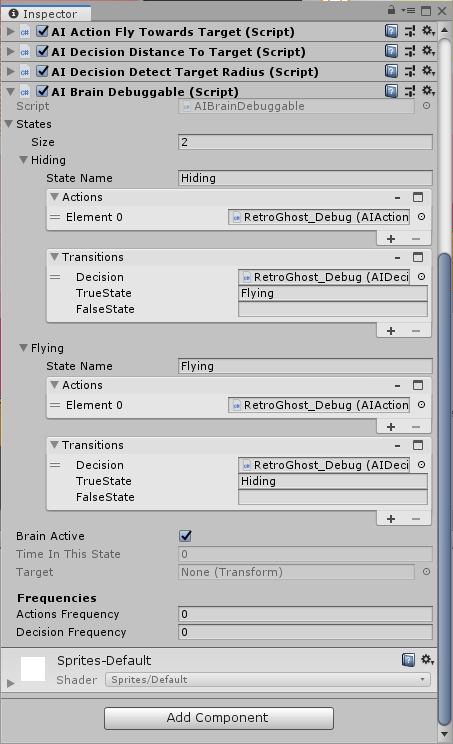 Inspector
AI Action Fly Towards Target (Script)
AI Decision Distance To Target (Script)
AI Decision Detect Target Radius (Script)
AI Brain Debuggable (Script)
Script AIBrainDebuggable
States
Size 2
Hiding
State Name Hiding
Actions
Element 0 RetroGhost_Debug (AIAction
Transitions
Decision RetroGhost_Debug (AIDeci
TrueState Flying
FalseState
Flying
State Name Flying
Actions
Element 0 RetroGhost_Debug (AIAction
Transitions
Decision RetroGhost_Debug (AIDeci
TrueState Hiding
FalseState
Brain Active
Time In This State 0
Target None (Transform)
Frequencies
Actions Frequency 0
Decision Frequency 0
Sprites-Default
Shader Sprites/Default
Add Component